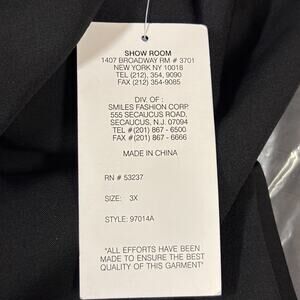 SHOW ROOM
1407 BROADWAY RM # 3701
NEW YORK NY 10018
TEL (212), 354, 9090
FAX (212) 354-9085
DIV. OF :
SMILES FASHION CORP.
555 SECAUCUS ROAD,
SECAUCUS, N.J. 07094
TEL #(201) 867 - 6500
FAX #(201) 867 - 6666
MADE IN CHINA
RN # 53237
SIZE: 3X
STYLE: 97014A
"ALL EFFORTS HAVE BEEN
MADE TO ENSURE THE BEST
QUALITY OF THIS GARMENT"